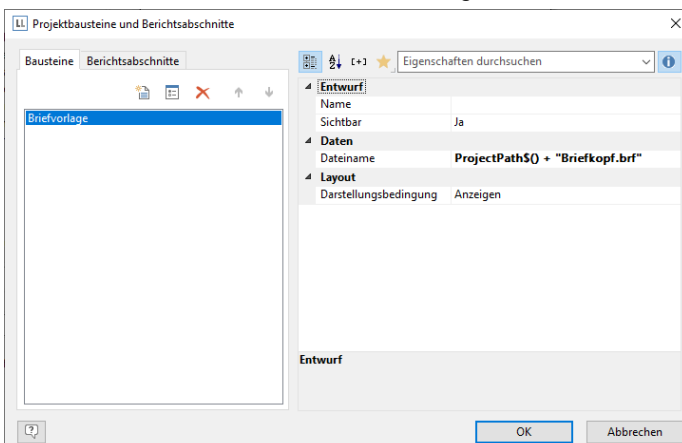 LL Projektbausteine und Berichtsabschnitte
Bausteine Berichtsabschnitte
Eigenschaften durchsuchen
Briefvorlage
Entwurf
Name
Sichtbar Ja
Daten
Dateiname ProjectPath$() + "Briefkopf.brf"
Layout
Darstellungsbedingung Anzeigen
Entwurf
OK Abbrechen